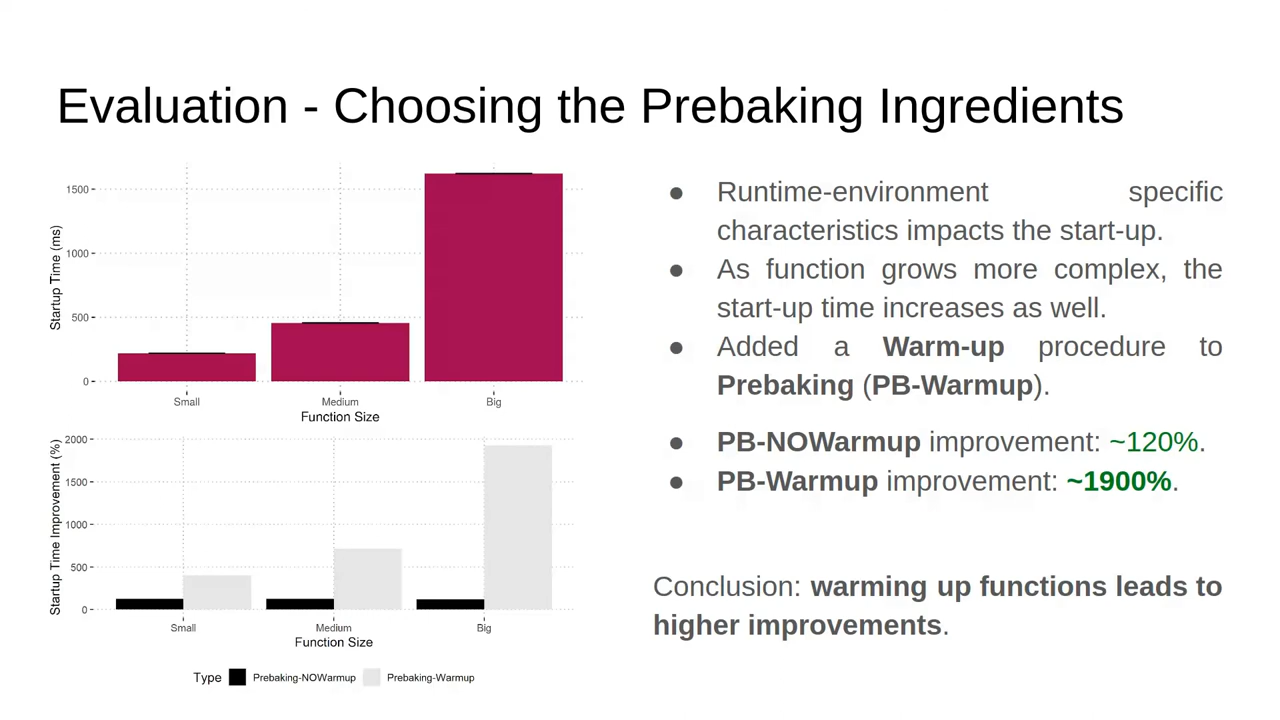 Evaluation - Choosing the Prebaking Ingredients
Startup Time (ms)
1500
1000
500
0
Small Medium Big
Function Size
Startup Time Improvement (%)
2000
1500
1000
500
0
Small Medium Big
Function Size
Type Prebaking-NOWarmup Prebaking-Warmup
● Runtime-environment specific
characteristics impacts the start-up.
● As function grows more complex, the
start-up time increases as well.
● Added a Warm-up procedure to
Prebaking (PB-Warmup).
● PB-NOWarmup improvement: ~120%.
● PB-Warmup improvement: ~1900%.
Conclusion: warming up functions leads to
higher improvements.